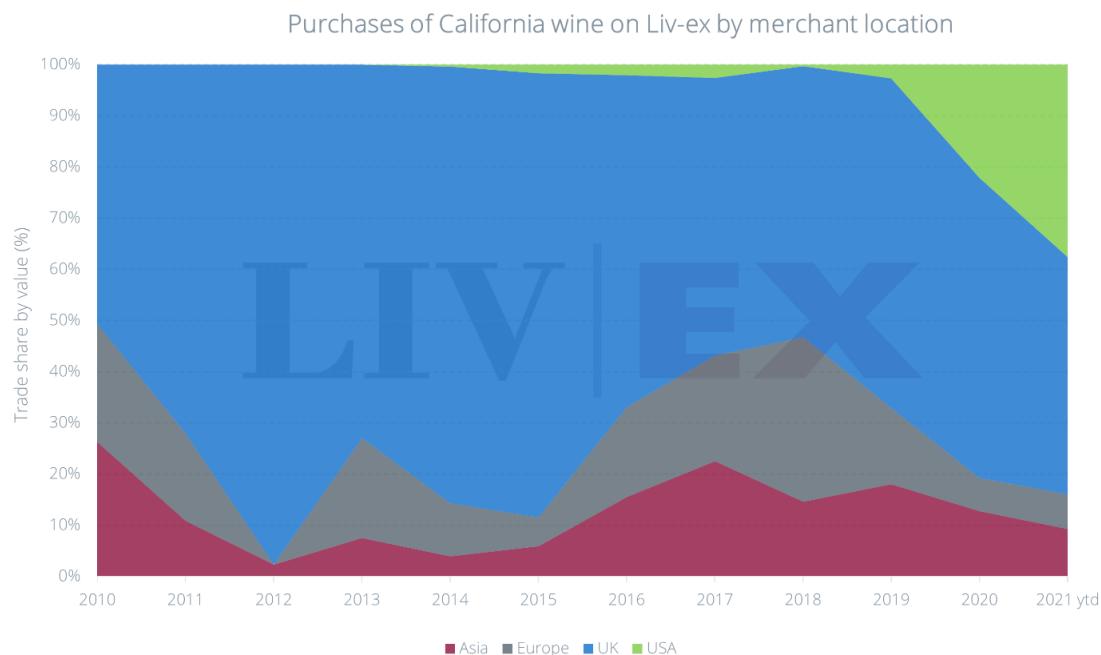 Purchases of California wine on Liv-ex by merchant location
100%
90%
80%
70%
60%
50%
40%
30%
20%
10%
0%
Trade share by value (%)
LIV|EX
2010 2011 2012 2013 2014 2015 2016 2017 2018 2019 2020 2021 ytd
Asia Europe UK USA